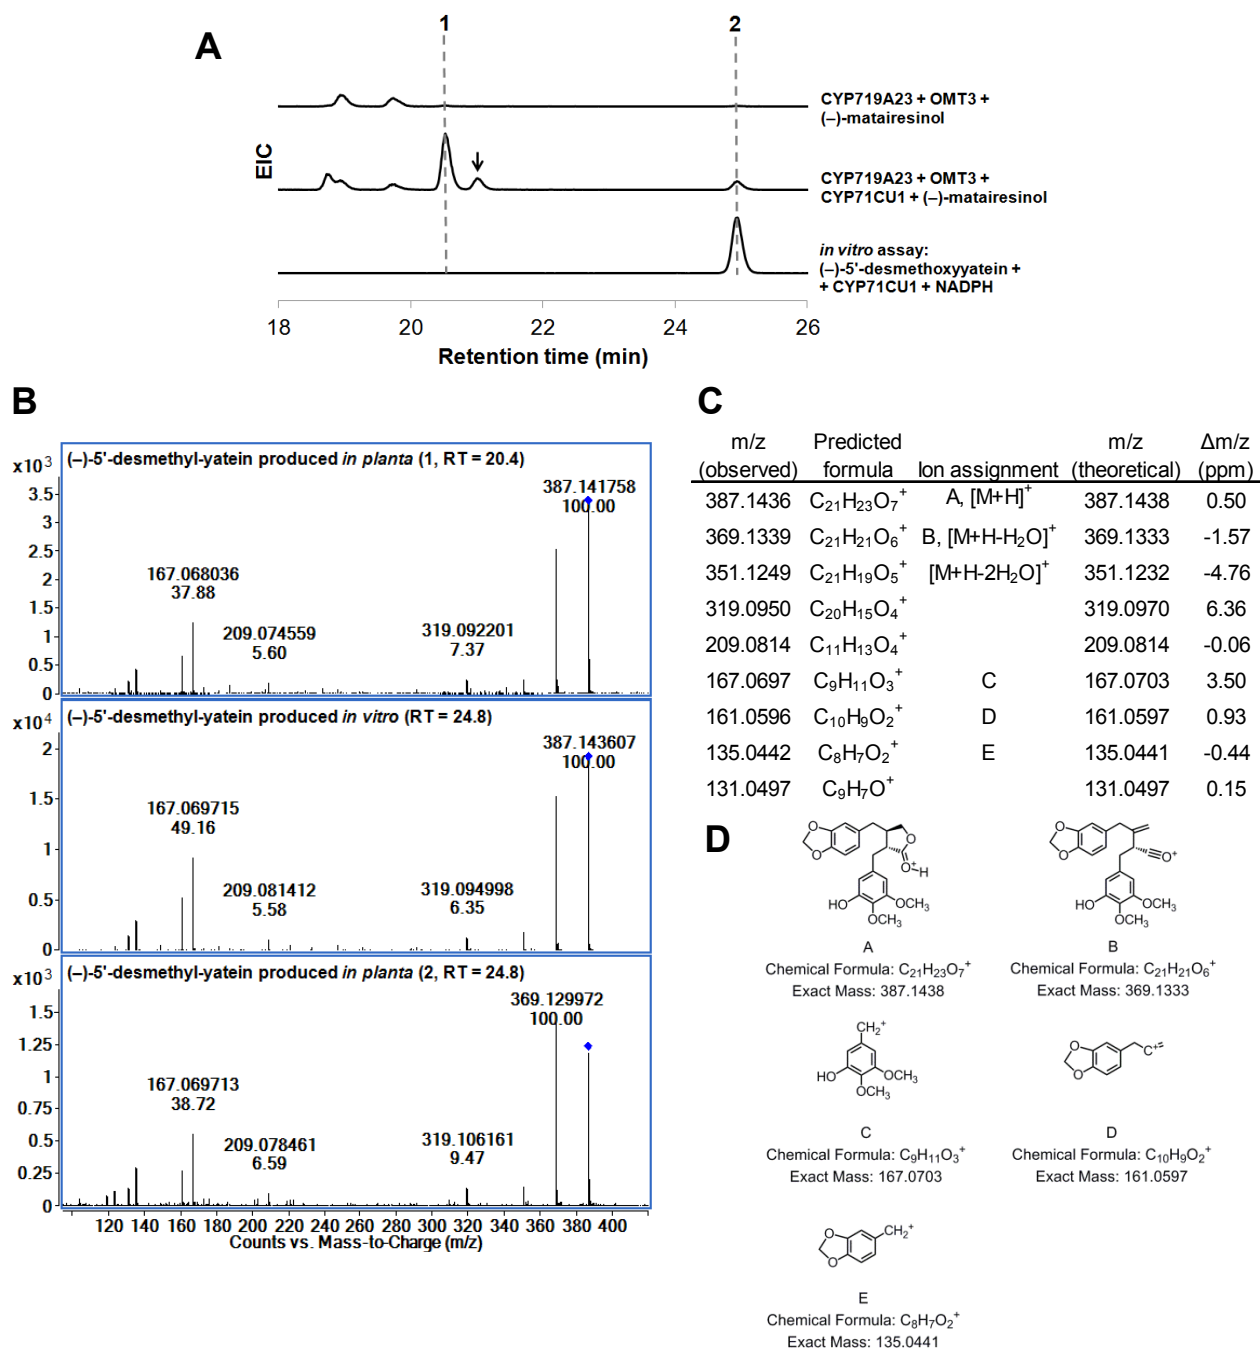 A
1
2
CYP719A23 + OMT3 +
(–)-matairesinol
EIC
CYP719A23 + OMT3 +
CYP71CU1 + (–)-matairesinol
in vitro assay:
(–)-5'-desmethoxyyatein +
+ CYP71CU1 + NADPH
18 20 22 24 26
Retention time (min)
B
x10³
(–)-5'-desmethyl-yatein produced in planta (1, RT = 20.4)
387.141758
100.00
3.5
3
2.5
2
1.5
1
0.5
0
167.068036
37.88
209.074559
5.60
319.092201
7.37
x10⁴
(–)-5'-desmethyl-yatein produced in vitro (RT = 24.8)
387.143607
100.00
2
1.5
1
0.5
0
167.069715
49.16
209.081412
5.58
319.094998
6.35
x10³
(–)-5'-desmethyl-yatein produced in planta (2, RT = 24.8)
369.129972
100.00
1.5
1.25
1
0.75
0.5
0.25
0
167.069713
38.72
209.078461
6.59
319.106161
9.47
120 140 160 180 200 220 240 260 280 300 320 340 360 380 400
Counts vs. Mass-to-Charge (m/z)
C
m/z (observed) Predicted formula Ion assignment m/z (theoretical) Δm/z (ppm)
387.1436 C₂₁H₂₃O₇⁺ A, [M+H]⁺ 387.1438 0.50
369.1339 C₂₁H₂₁O₆⁺ B, [M+H-H₂O]⁺ 369.1333 -1.57
351.1249 C₂₁H₁₉O₅⁺ [M+H-2H₂O]⁺ 351.1232 -4.76
319.0950 C₂₀H₁₅O₄⁺ 319.0970 6.36
209.0814 C₁₁H₁₃O₄⁺ 209.0814 -0.06
167.0697 C₉H₁₁O₃⁺ C 167.0703 3.50
161.0596 C₁₀H₉O₂⁺ D 161.0597 0.93
135.0442 C₈H₇O₂⁺ E 135.0441 -0.44
131.0497 C₉H₇O⁺ 131.0497 0.15
D
O
O
O
O⁺
H
HO
OCH₃
OCH₃
A
Chemical Formula: C₂₁H₂₃O₇⁺
Exact Mass: 387.1438
O
O
O⁺
HO
OCH₃
OCH₃
B
Chemical Formula: C₂₁H₂₁O₆⁺
Exact Mass: 369.1333
CH₂⁺
HO
OCH₃
OCH₃
C
Chemical Formula: C₉H₁₁O₃⁺
Exact Mass: 167.0703
O
O
C⁺
D
Chemical Formula: C₁₀H₉O₂⁺
Exact Mass: 161.0597
O
O
CH₂⁺
E
Chemical Formula: C₈H₇O₂⁺
Exact Mass: 135.0441